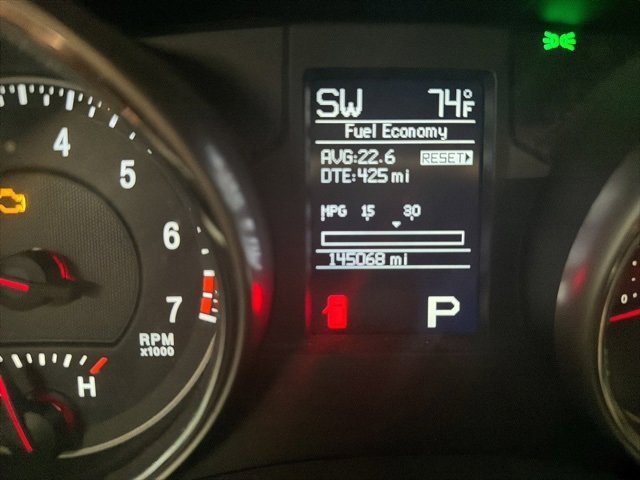 SW 74°F
Fuel Economy
AVG:22.6 RESET
DTE:425 mi
MPG 15 30
145068 mi
P
4
5
6
7
RPM
x1000
H
0